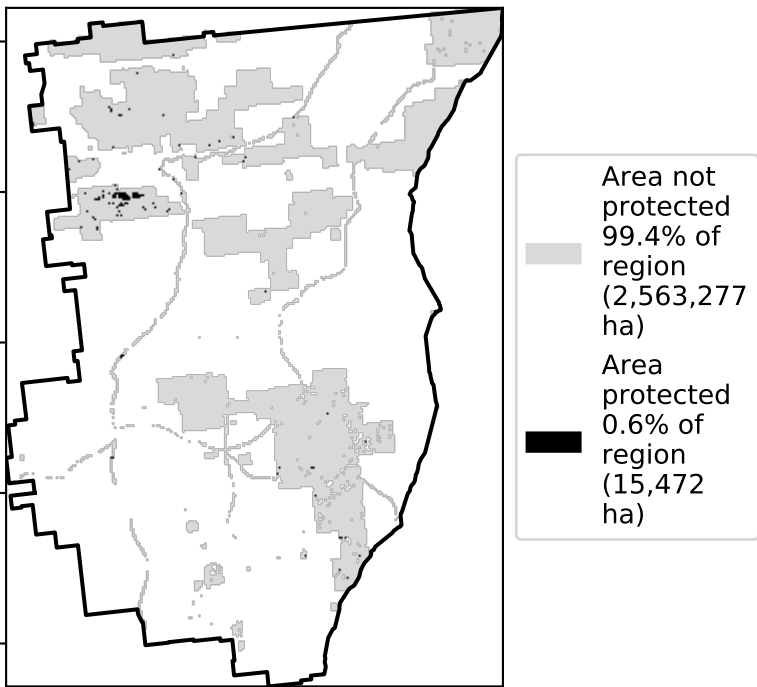 Area not
protected
99.4% of
region
(2,563,277
ha)
Area
protected
0.6% of
region
(15,472
ha)